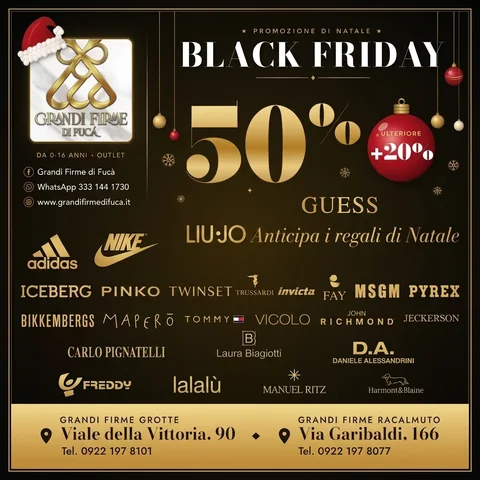 PROMOZIONE DI NATALE
BLACK FRIDAY
GRANDI FIRME
DI FUCÀ
DA 0-16 ANNI • OUTLET
Grandi Firme di Fucà
WhatsApp 333 144 1730
www.grandifirmedifuca.it
50%
ULTERIORE
+20%
GUESS
LIU·JO Anticipa i regali di Natale
adidas
NIKE
ICEBERG PINKO TWINSET TRUSSARDI invicta FAY MSGM PYREX
BIKKEMBERGS MAPERŌ TOMMY VIGOLO JOHN RICHMOND JECKERSON
CARLO PIGNATELLI
B
Laura Biagiotti
D.A.
DANIELE ALESSANDRINI
FREDDY
lalalù
MANUEL RITZ
Harmont&Blaine
GRANDI FIRME GROTTE
Viale della Vittoria, 90
Tel. 0922 197 8101
GRANDI FIRME RACALMUTO
Via Garibaldi, 166
Tel. 0922 197 8077